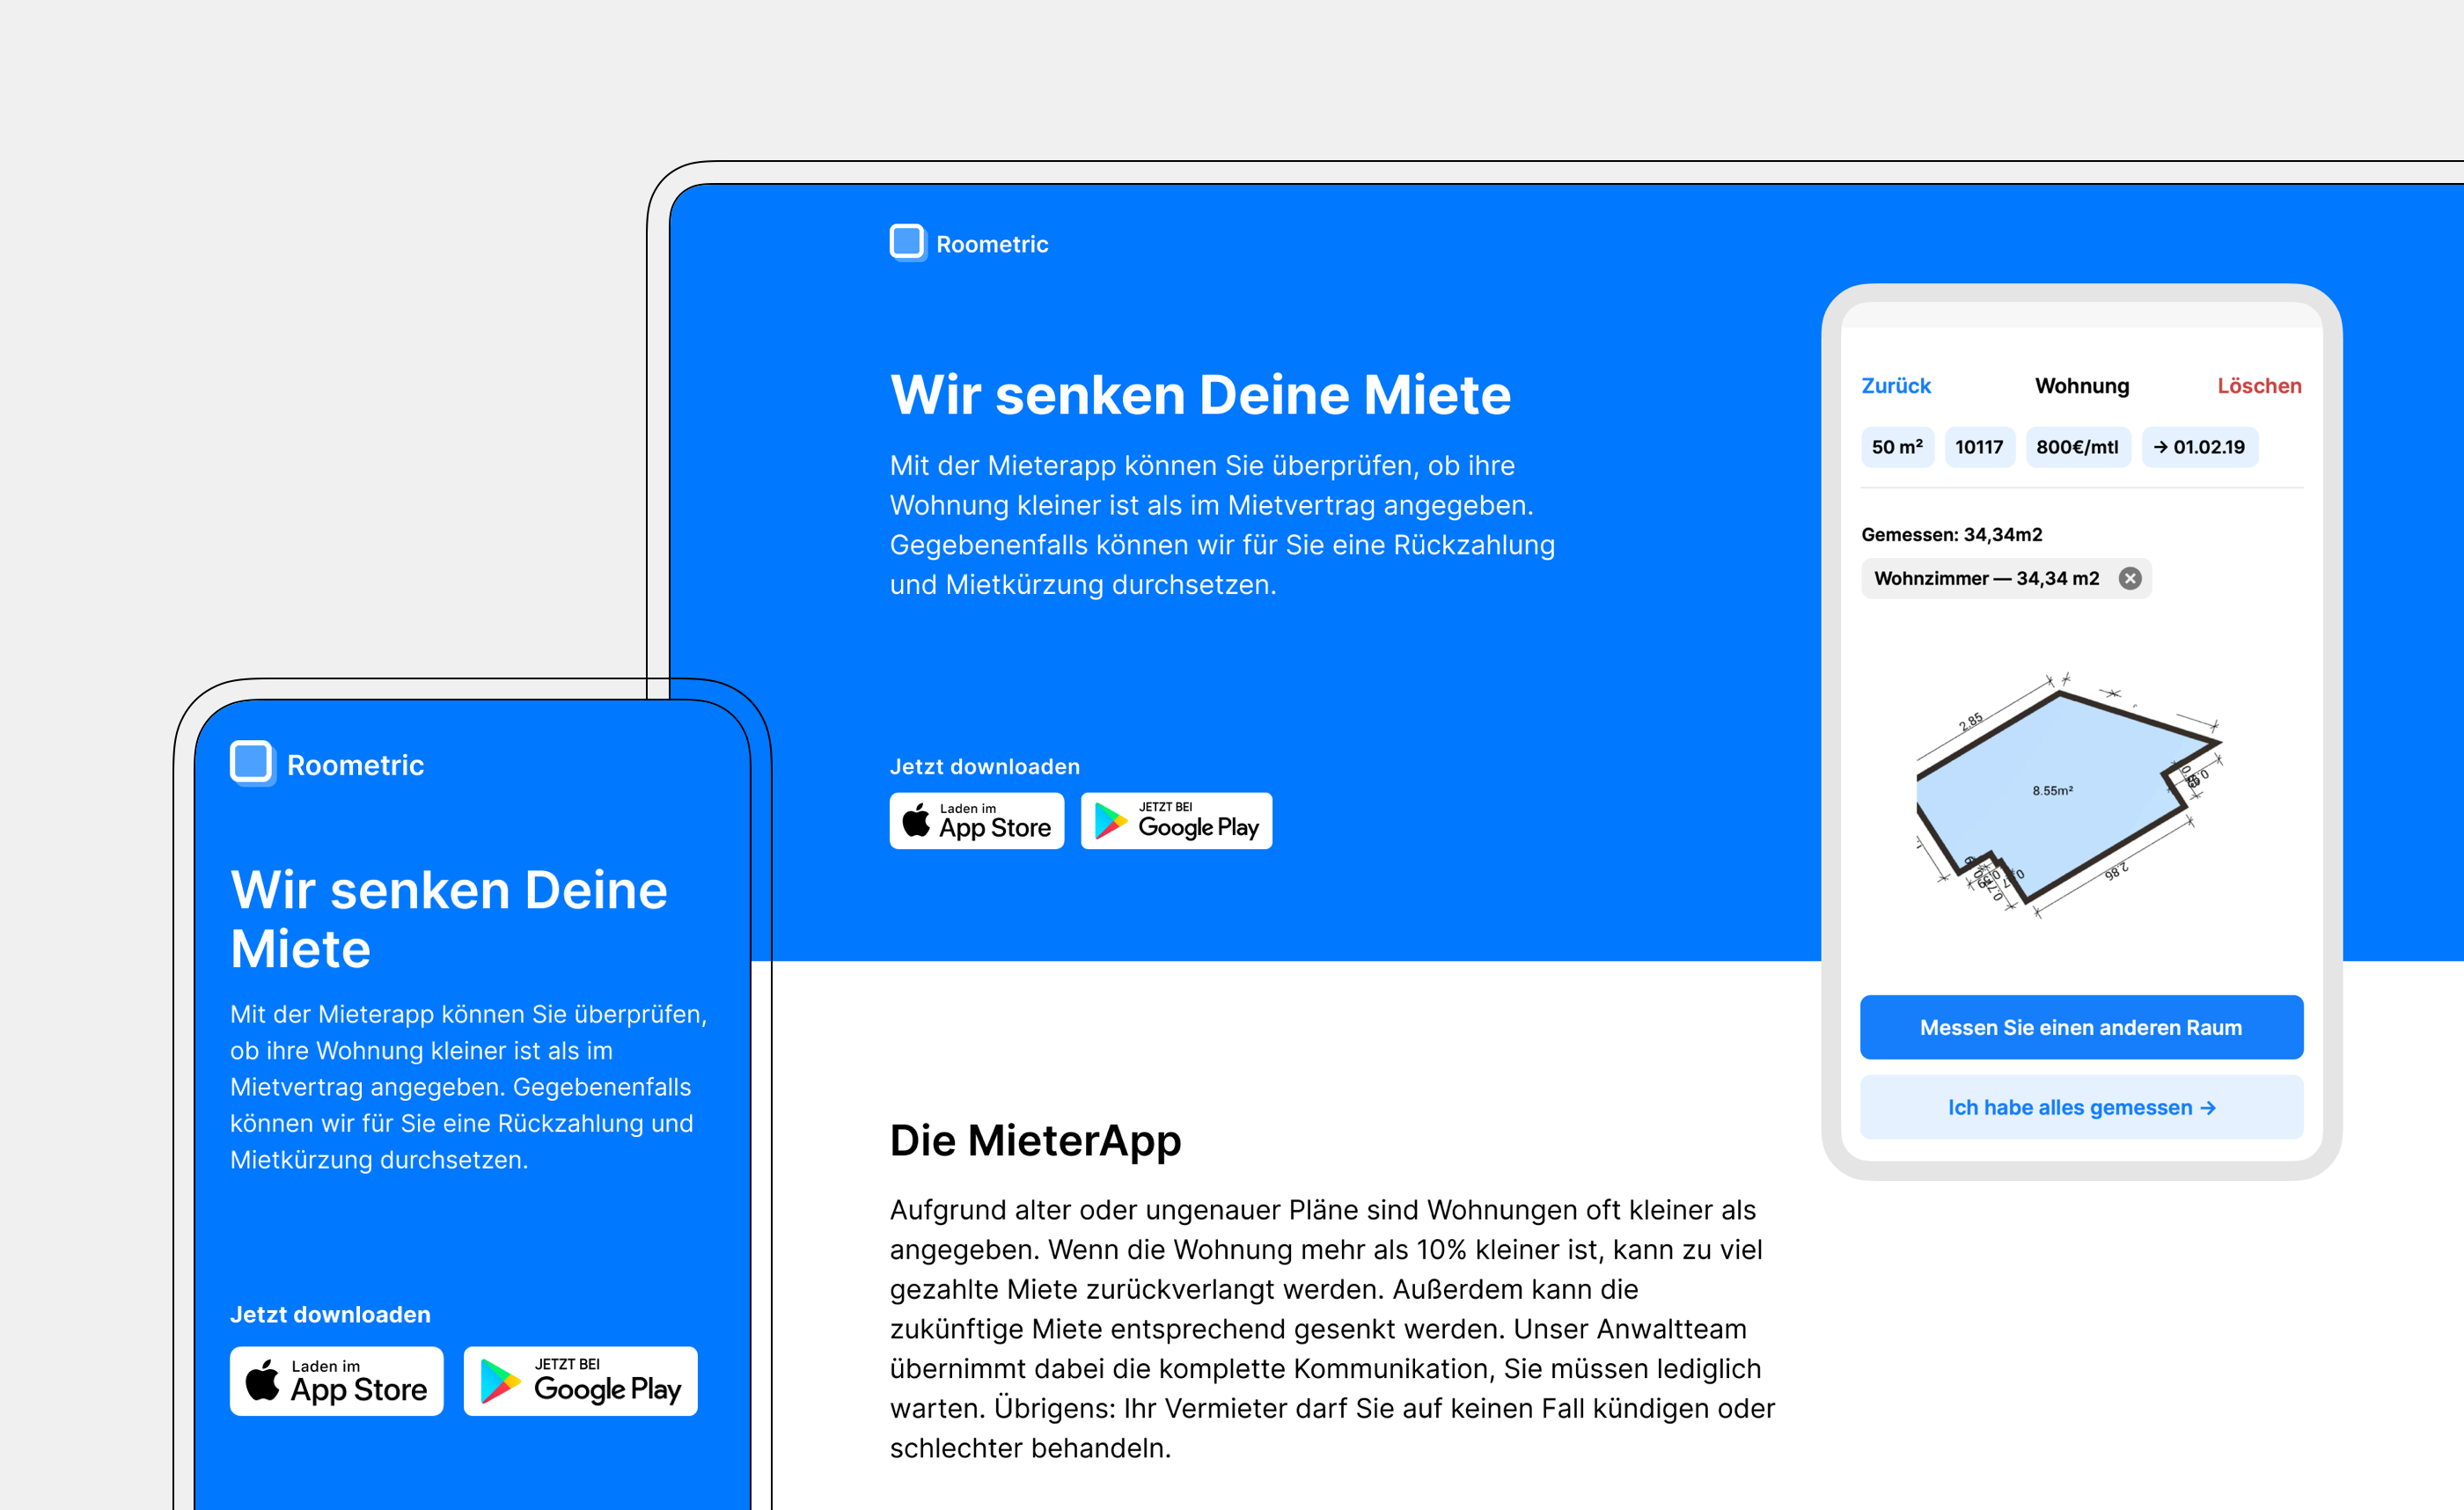 Roometric
Wir senken Deine Miete
Mit der Mieterapp können Sie überprüfen, ob ihre
Wohnung kleiner ist als im Mietvertrag angegeben.
Gegebenenfalls können wir für Sie eine Rückzahlung
und Mietkürzung durchsetzen.
Jetzt downloaden
Laden im
App Store
JETZT BEI
Google Play
Zurück Wohnung Löschen
50 m² 10117 800€/mtl → 01.02.19
Gemessen: 34,34m2
Wohnzimmer — 34,34 m2
2.85
8.55m²
2.86
Messen Sie einen anderen Raum
Ich habe alles gemessen →
Die MieterApp
Aufgrund alter oder ungenauer Pläne sind Wohnungen oft kleiner als
angegeben. Wenn die Wohnung mehr als 10% kleiner ist, kann zu viel
gezahlte Miete zurückverlangt werden. Außerdem kann die
zukünftige Miete entsprechend gesenkt werden. Unser Anwaltteam
übernimmt dabei die komplette Kommunikation, Sie müssen lediglich
warten. Übrigens: Ihr Vermieter darf Sie auf keinen Fall kündigen oder
schlechter behandeln.
Roometric
Wir senken Deine
Miete
Mit der Mieterapp können Sie überprüfen,
ob ihre Wohnung kleiner ist als im
Mietvertrag angegeben. Gegebenenfalls
können wir für Sie eine Rückzahlung und
Mietkürzung durchsetzen.
Jetzt downloaden
Laden im
App Store
JETZT BEI
Google Play